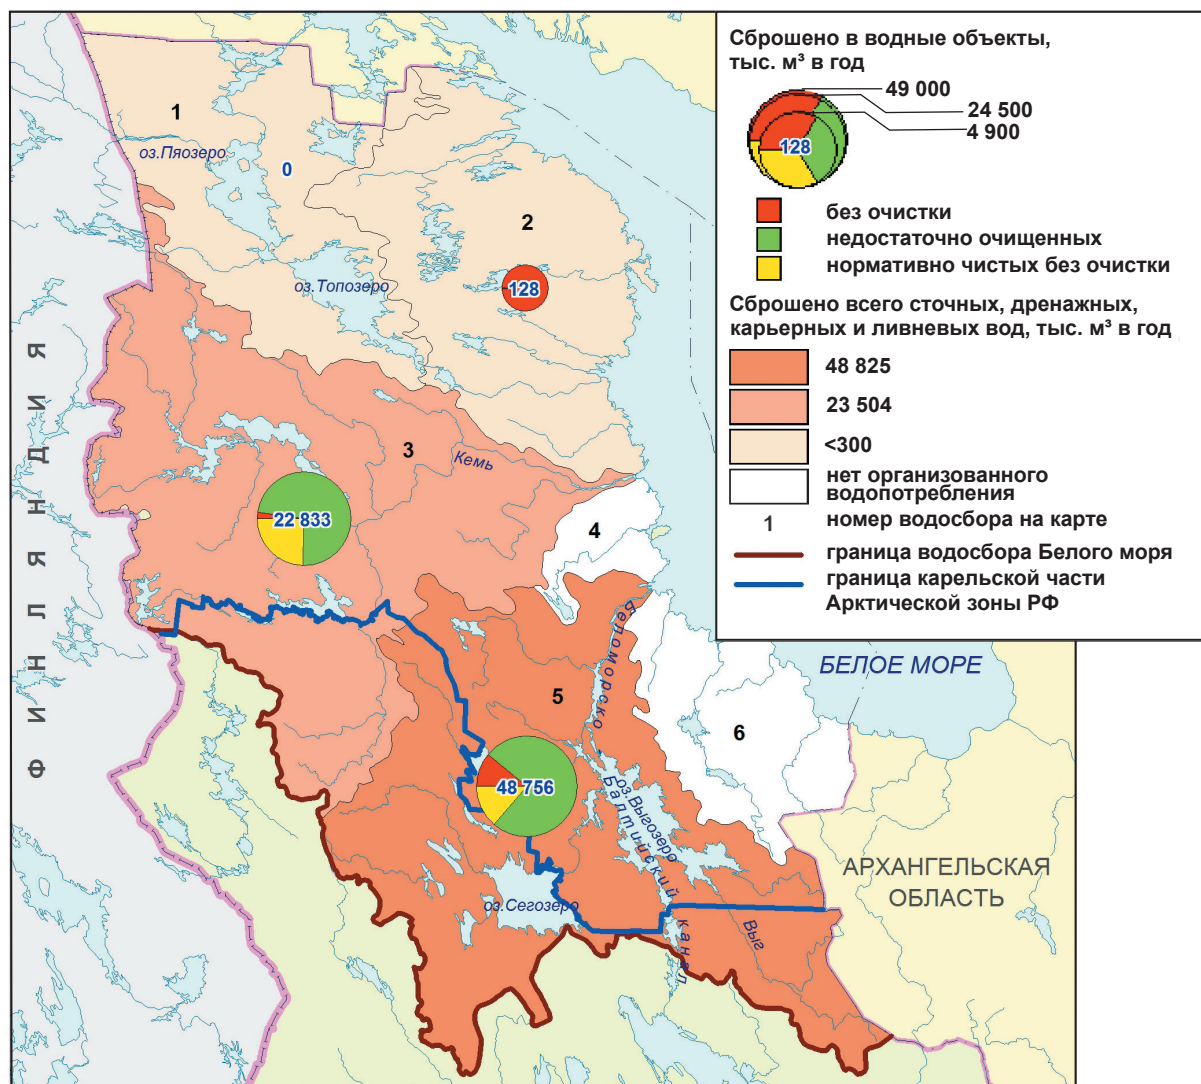 Сброшено в водные объекты,
тыс. м³ в год
49 000
24 500
4 900
128
без очистки
недостаточно очищенных
нормативно чистых без очистки
Сброшено всего сточных, дренажных,
карьерных и ливневых вод, тыс. м³ в год
48 825
23 504
<300
нет организованного
водопотребления
1
номер водосбора на карте
граница водосбора Белого моря
граница карельской части
Арктической зоны РФ
1
оз.Пяозеро
0
2
128
оз.Топозеро
ФИНЛЯНДИЯ
3
Кемь
22 833
4
Беломорско
БЕЛОЕ МОРЕ
5
6
48 756
оз.Выгозеро
Балтийский
АРХАНГЕЛЬСКАЯ
ОБЛАСТЬ
оз.Сегозеро
Выг
канал